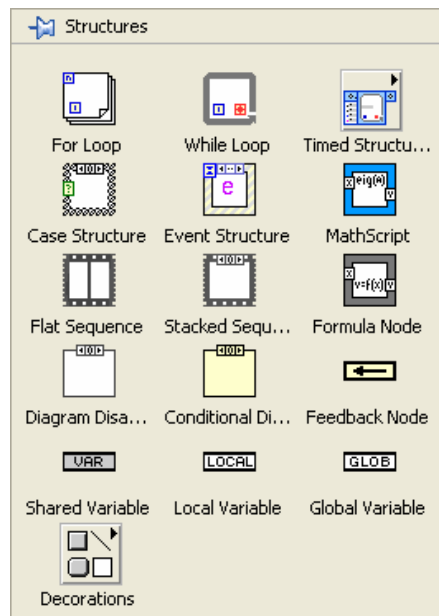 Structures
For Loop While Loop Timed Structu...
Case Structure Event Structure MathScript
Flat Sequence Stacked Sequ... Formula Node
Diagram Disa... Conditional Di... Feedback Node
VAR LOCAL GLOB
Shared Variable Local Variable Global Variable
Decorations